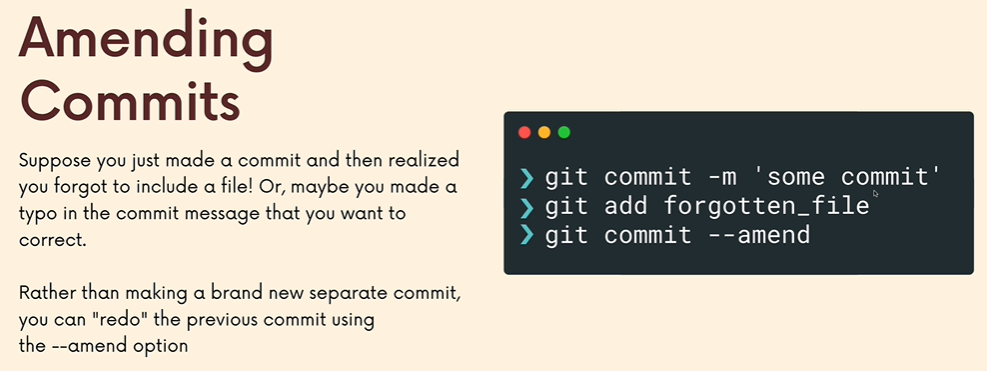 Amending
Commits
Suppose you just made a commit and then realized
you forgot to include a file! Or, maybe you made a
typo in the commit message that you want to
correct.
Rather than making a brand new separate commit,
you can "redo" the previous commit using
the --amend option
❯ git commit -m 'some commit'
❯ git add forgotten_file
❯ git commit --amend